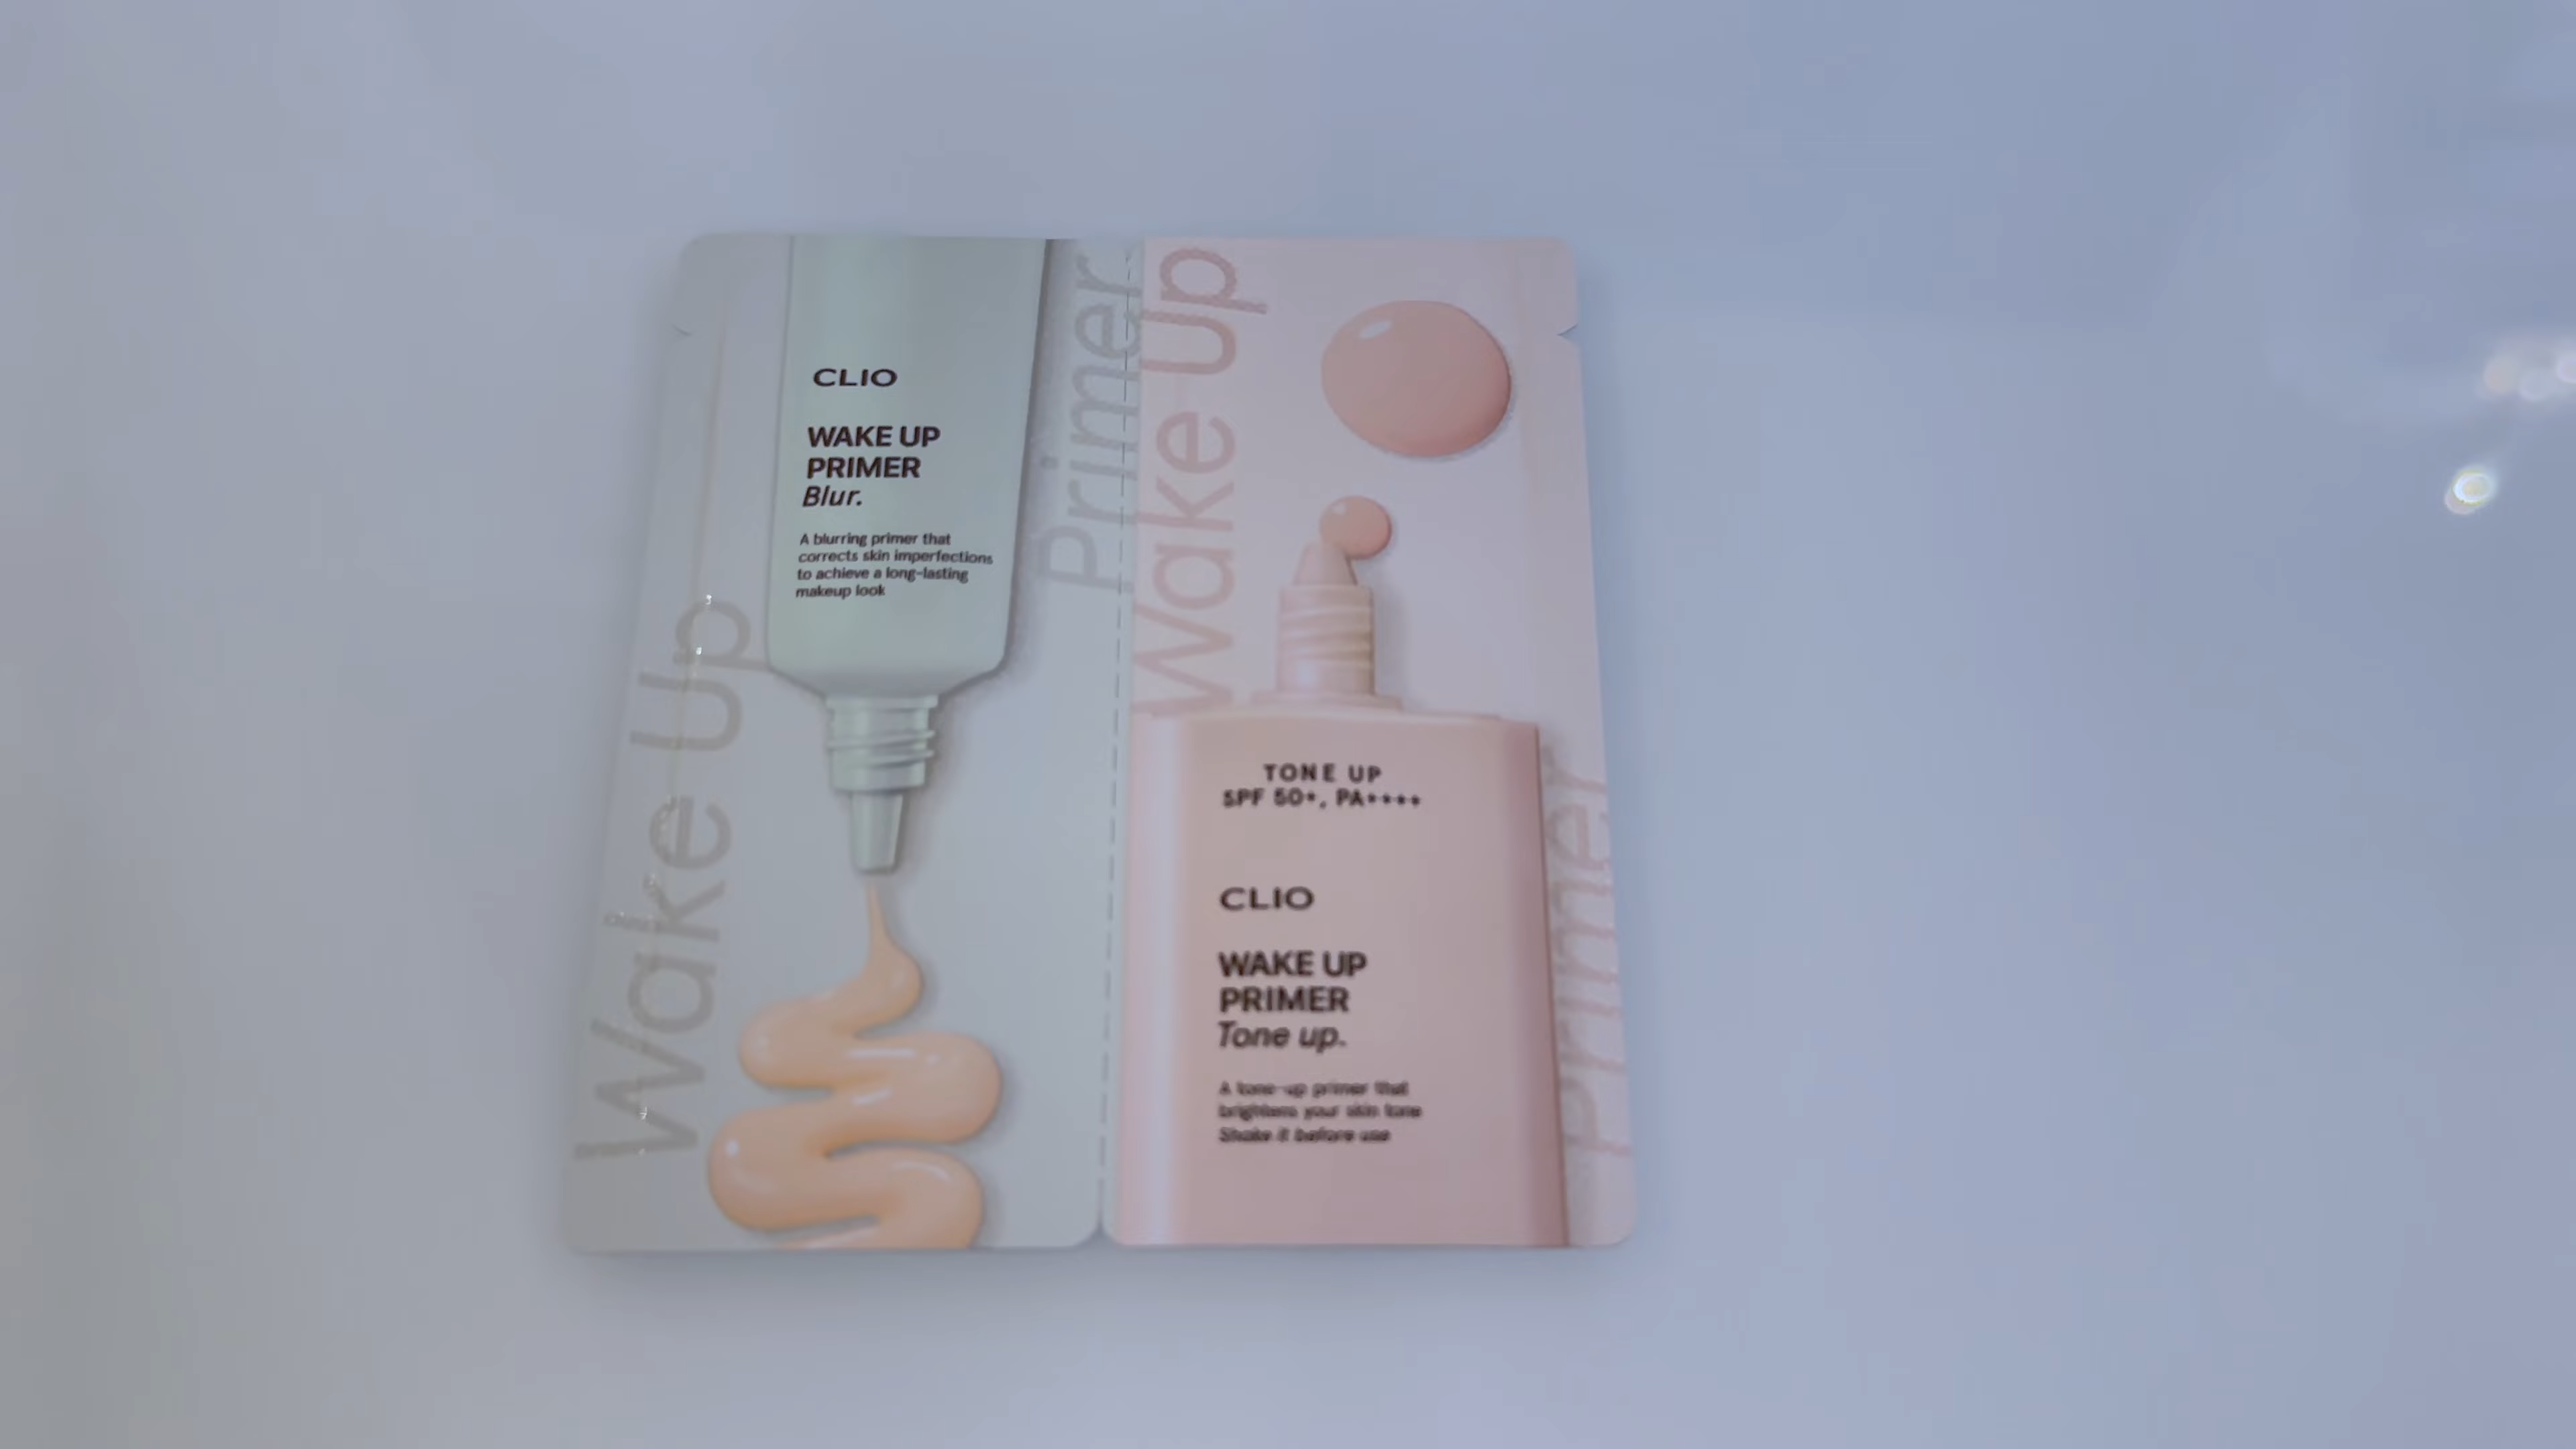 CLIO
WAKE UP
PRIMER
Blur.
A blurring primer that
corrects skin imperfections
to achieve a long-lasting
makeup look
Wake Up
Primer
Wake Up
TONE UP
SPF 50+, PA++++
CLIO
WAKE UP
PRIMER
Tone up.
A tone-up primer that
brightens your skin tone
Shake it before use
Primer